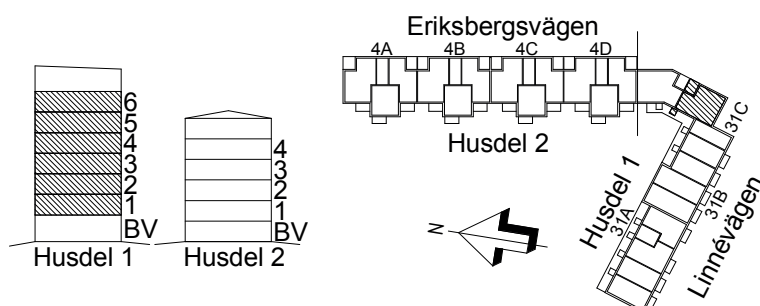 6
5
4
3
2
1
BV
Husdel 1
4
3
2
1
BV
Husdel 2
Eriksbergsvägen
4A 4B 4C 4D
Husdel 2
31C
Husdel 1
31A
31B
Linnévägen
N